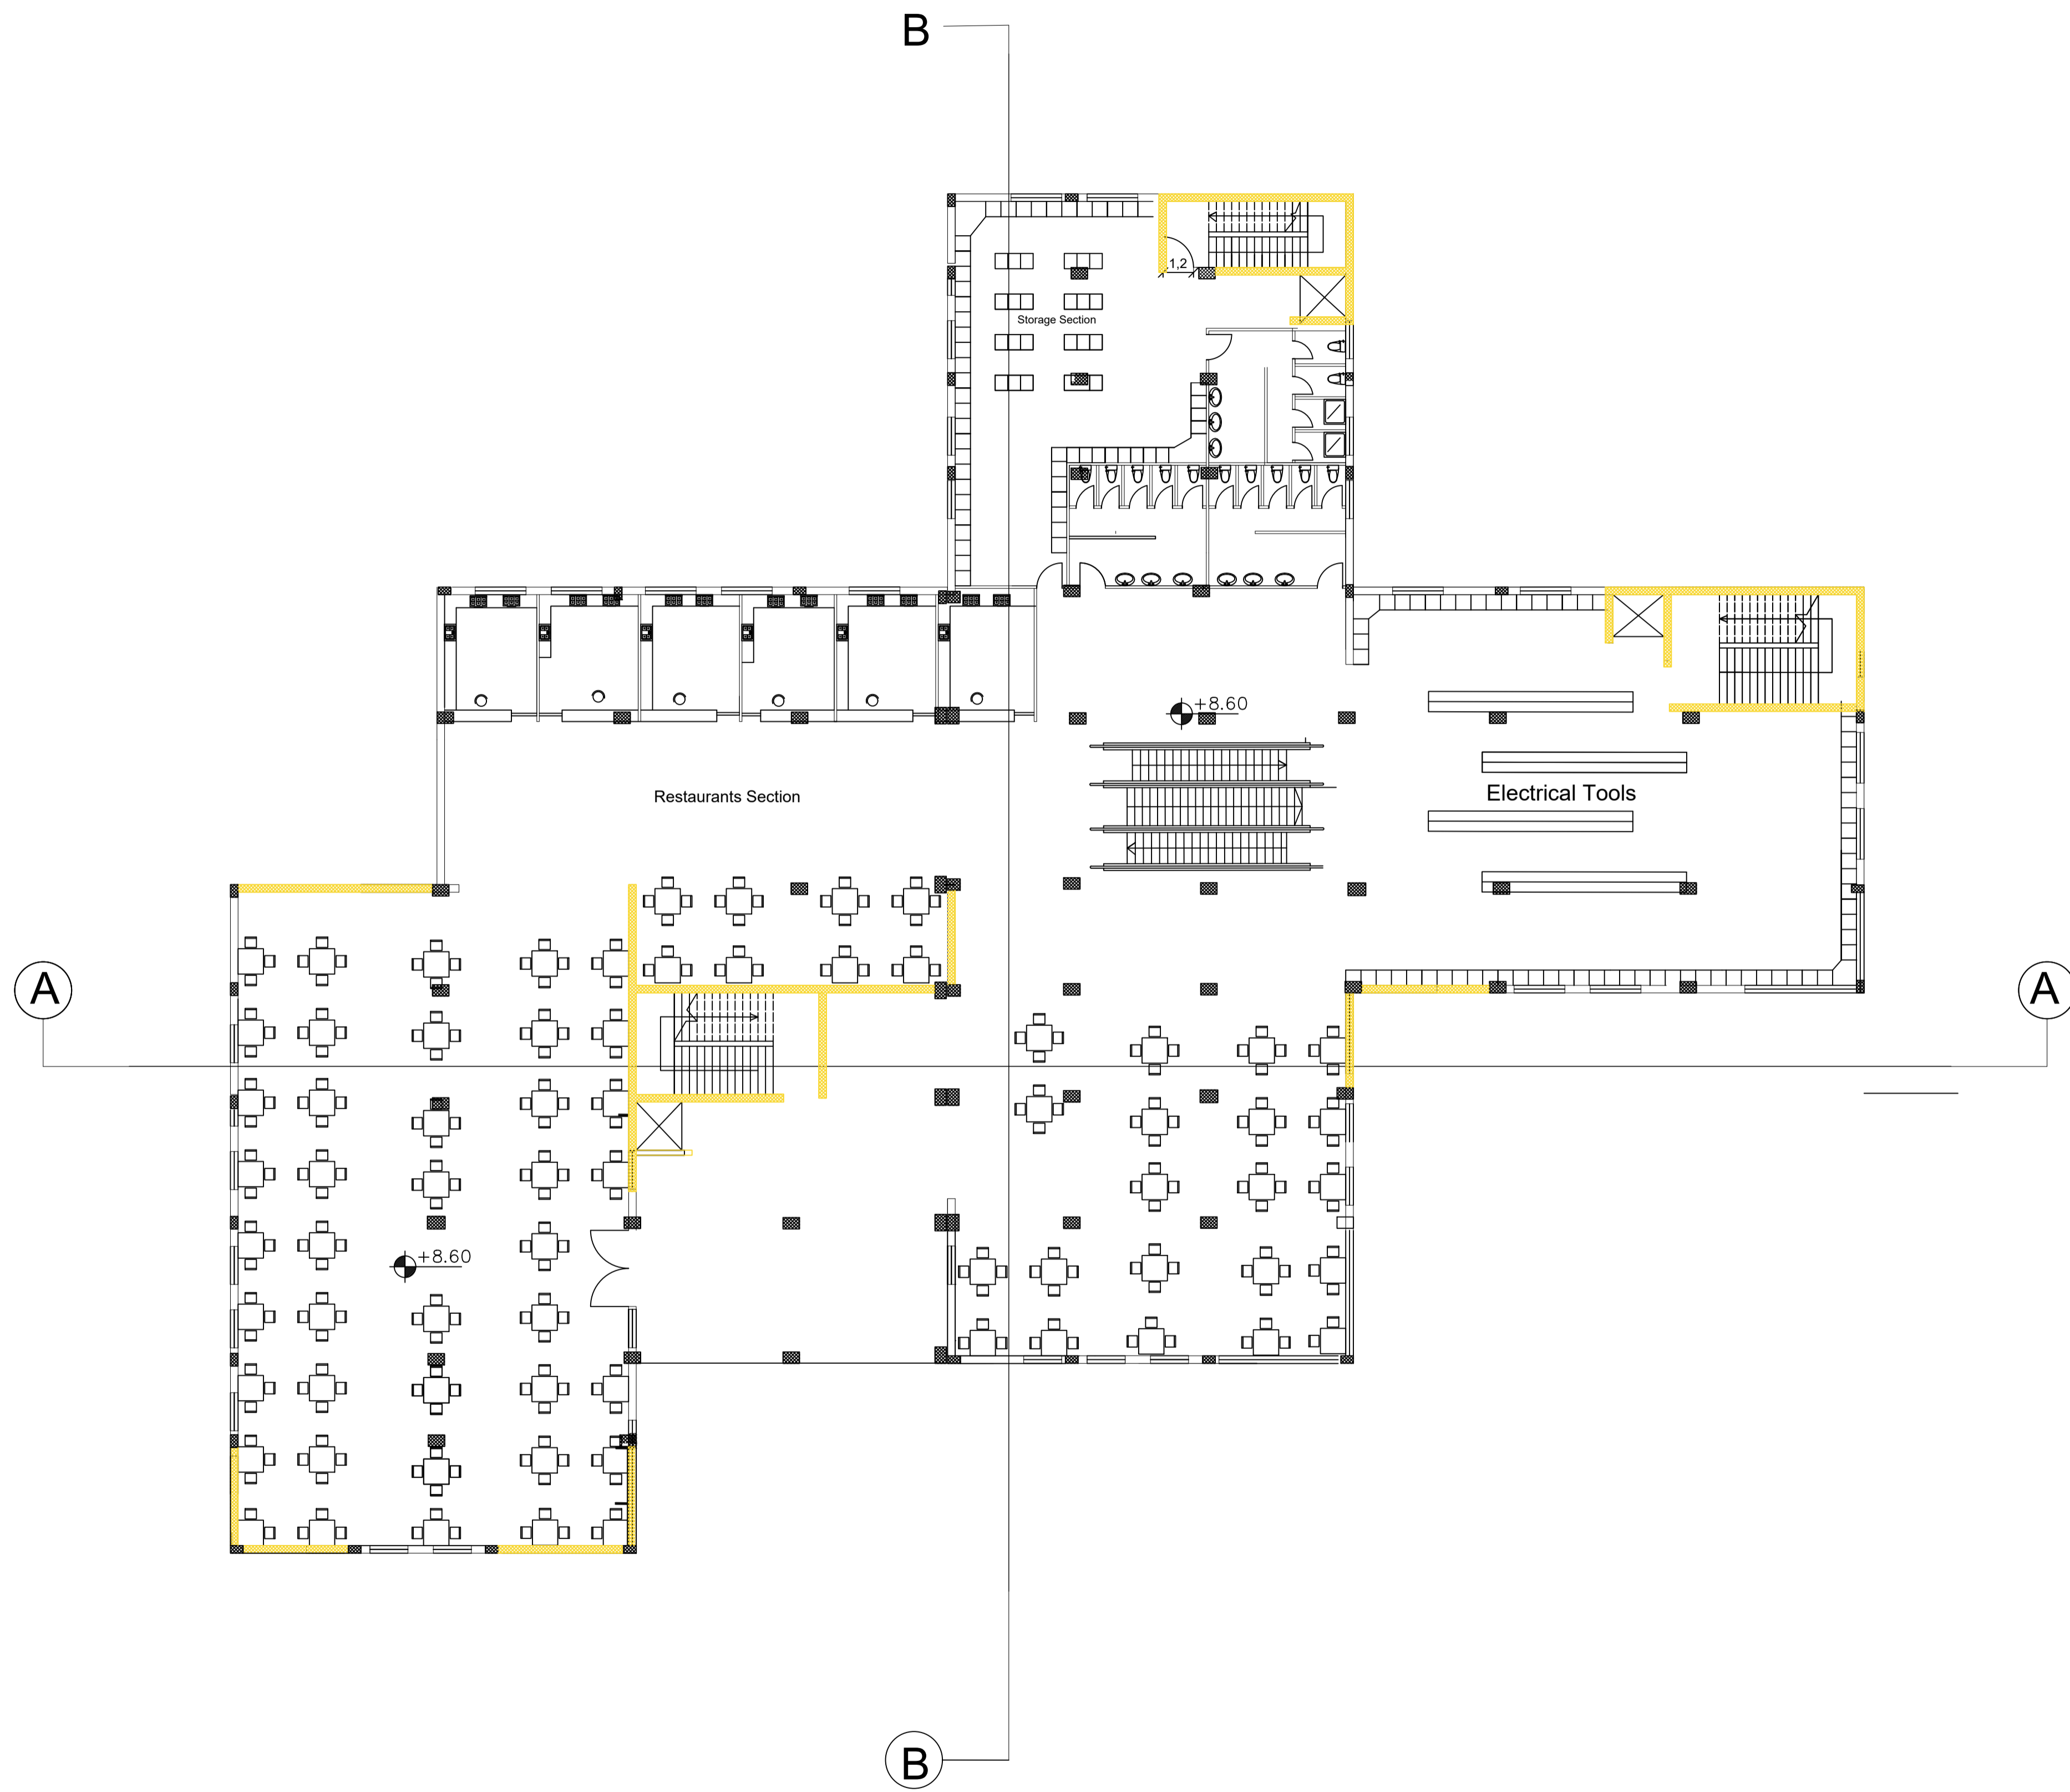 B
1,2
Storage Section
+8.60
Restaurants Section
Electrical Tools
A
A
+8.60
B